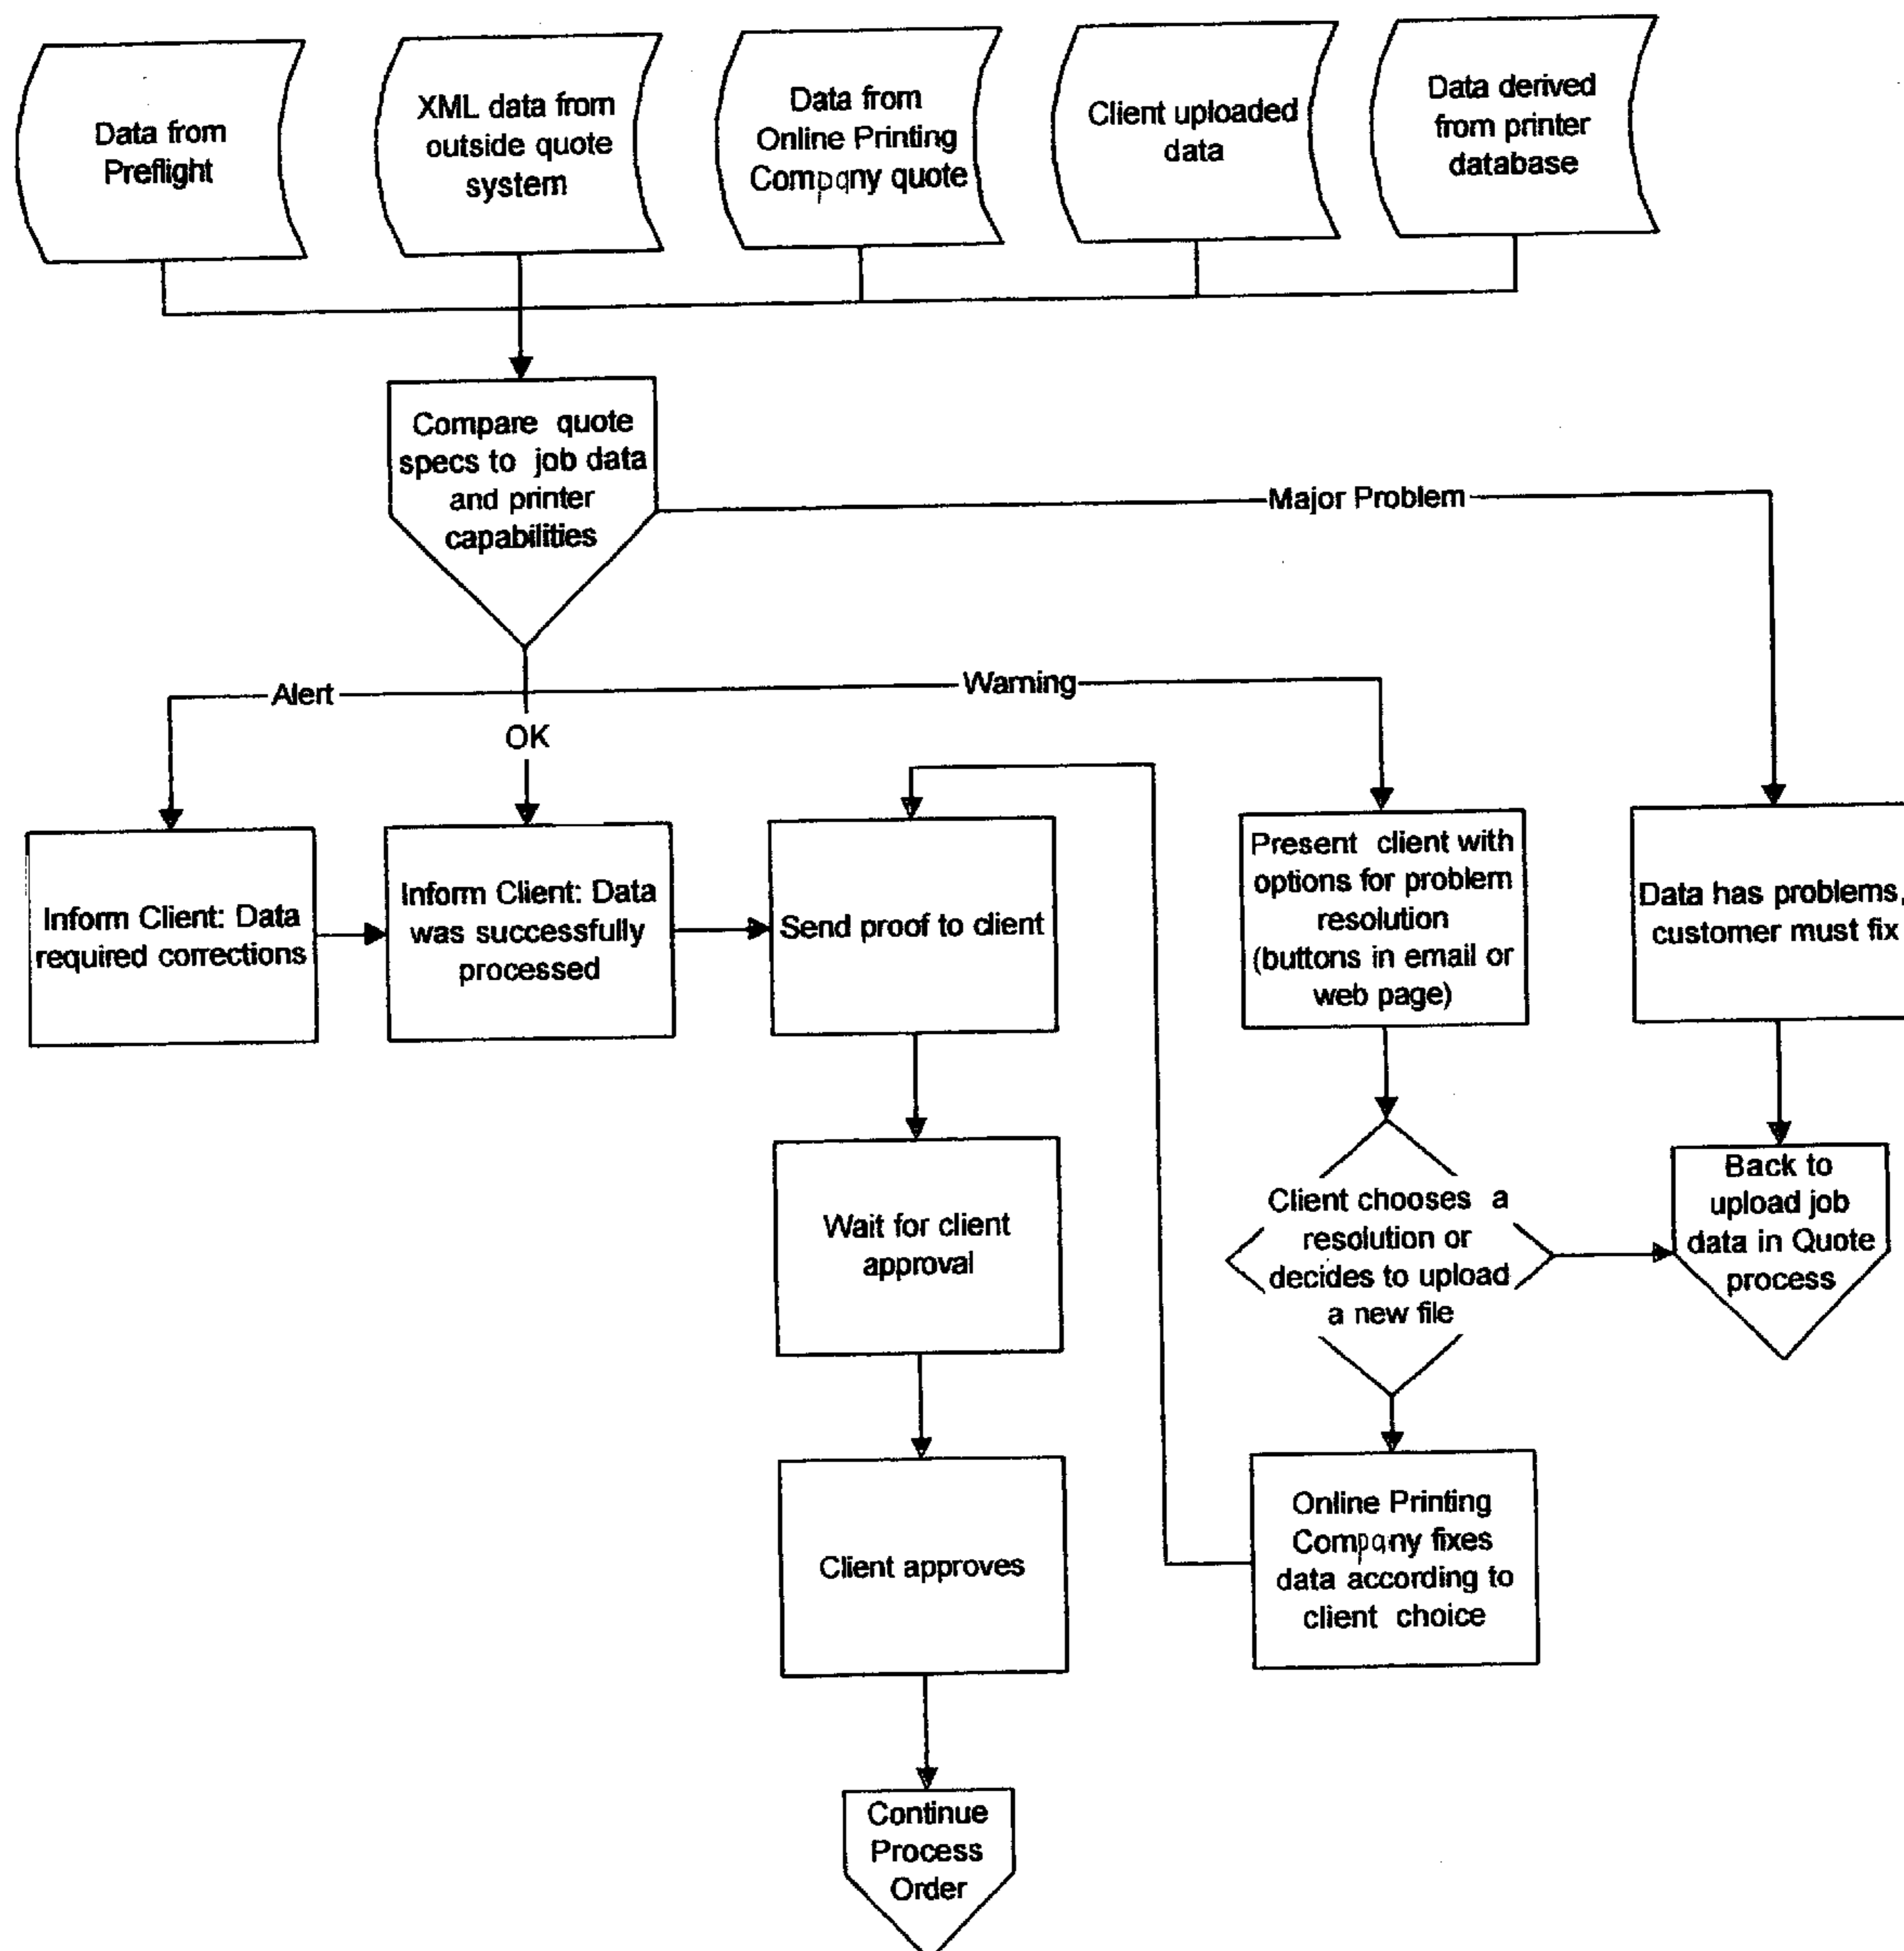 Data from
Preflight
XML data from
outside quote
system
Data from
Online Printing
Company quote
Client uploaded
data
Data derived
from printer
database
Compare quote
specs to job data
and printer
capabilities
Major Problem
Alert
Warning
OK
Inform Client: Data
required corrections
Inform Client: Data
was successfully
processed
Send proof to client
Present client with
options for problem
resolution
(buttons in email or
web page)
Data has problems,
customer must fix
Wait for client
approval
Client chooses a
resolution or
decides to upload
a new file
Back to
upload job
data in Quote
process
Client approves
Online Printing
Company fixes
data according to
client choice
Continue
Process
Order